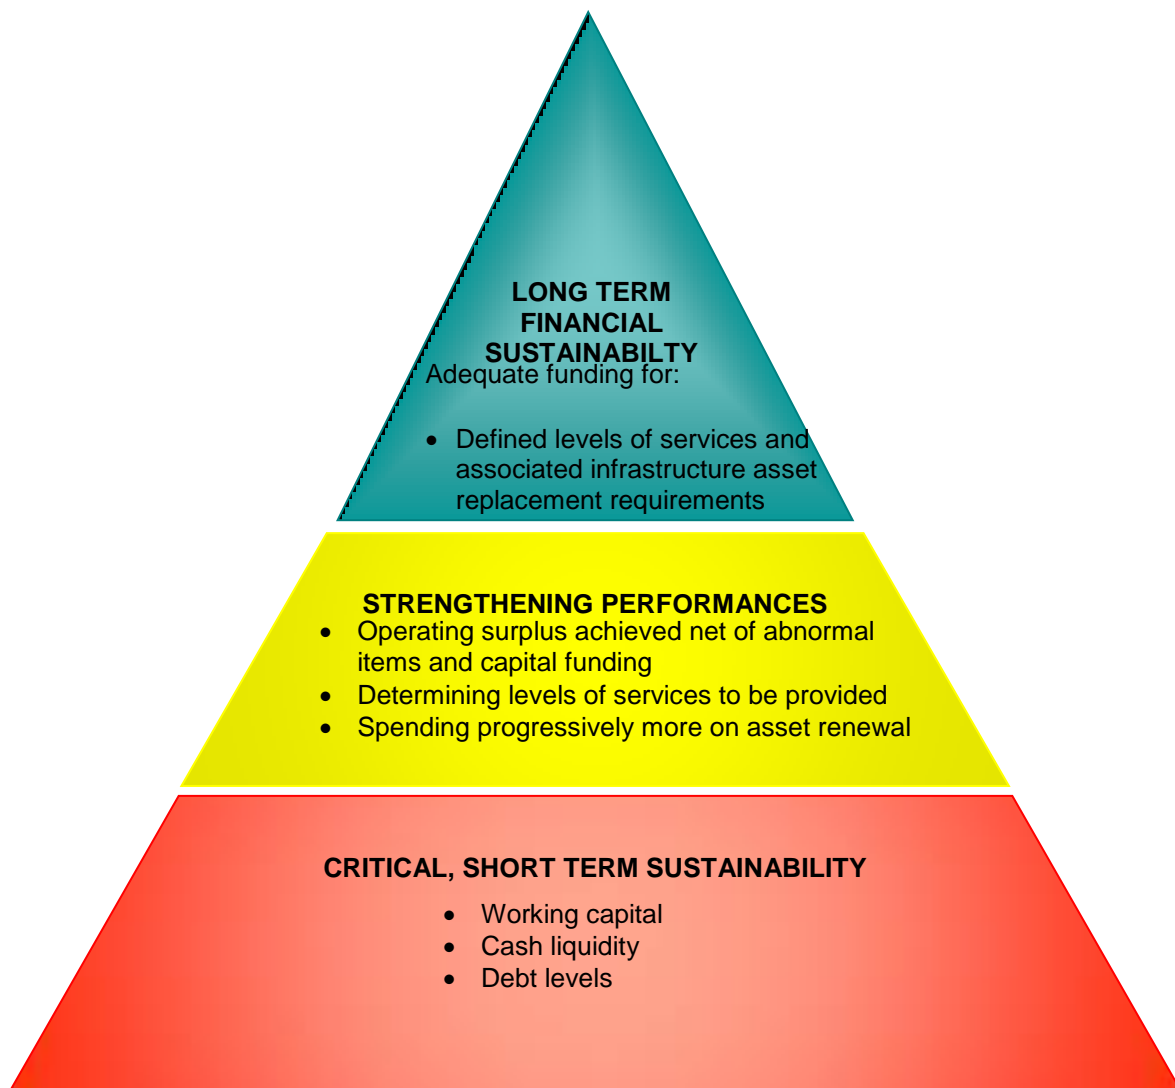 LONG TERM
FINANCIAL
SUSTAINABILTY
Adequate funding for:
• Defined levels of services and
associated infrastructure asset
replacement requirements
STRENGTHENING PERFORMANCES
• Operating surplus achieved net of abnormal
items and capital funding
• Determining levels of services to be provided
• Spending progressively more on asset renewal
CRITICAL, SHORT TERM SUSTAINABILITY
• Working capital
• Cash liquidity
• Debt levels